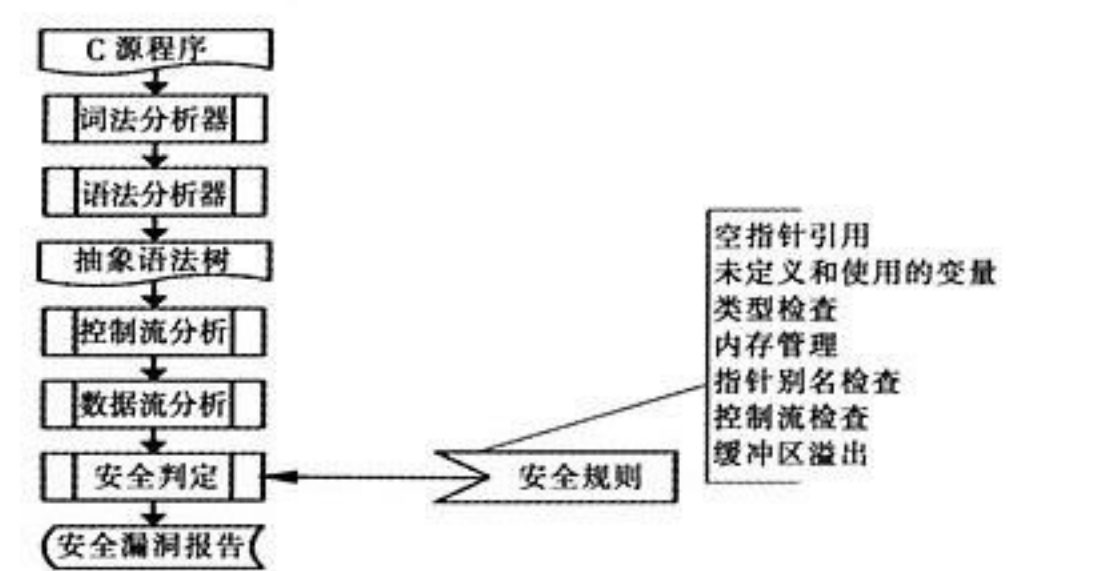 C 源程序
词法分析器
语法分析器
抽象语法树
控制流分析
数据流分析
安全判定
安全漏洞报告
安全规则
空指针引用
未定义和使用的变量
类型检查
内存管理
指针别名检查
控制流检查
缓冲区溢出